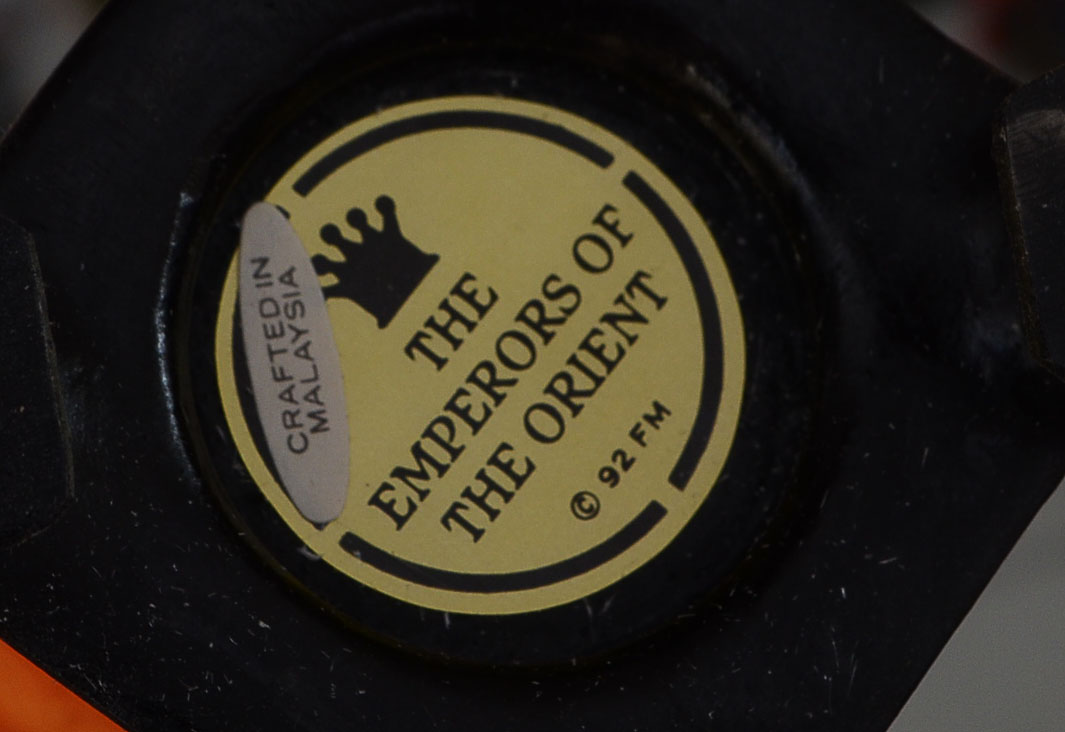 CRAFTED IN
MALAYSIA
THE
EMPERORS OF
THE ORIENT
© 92 FM